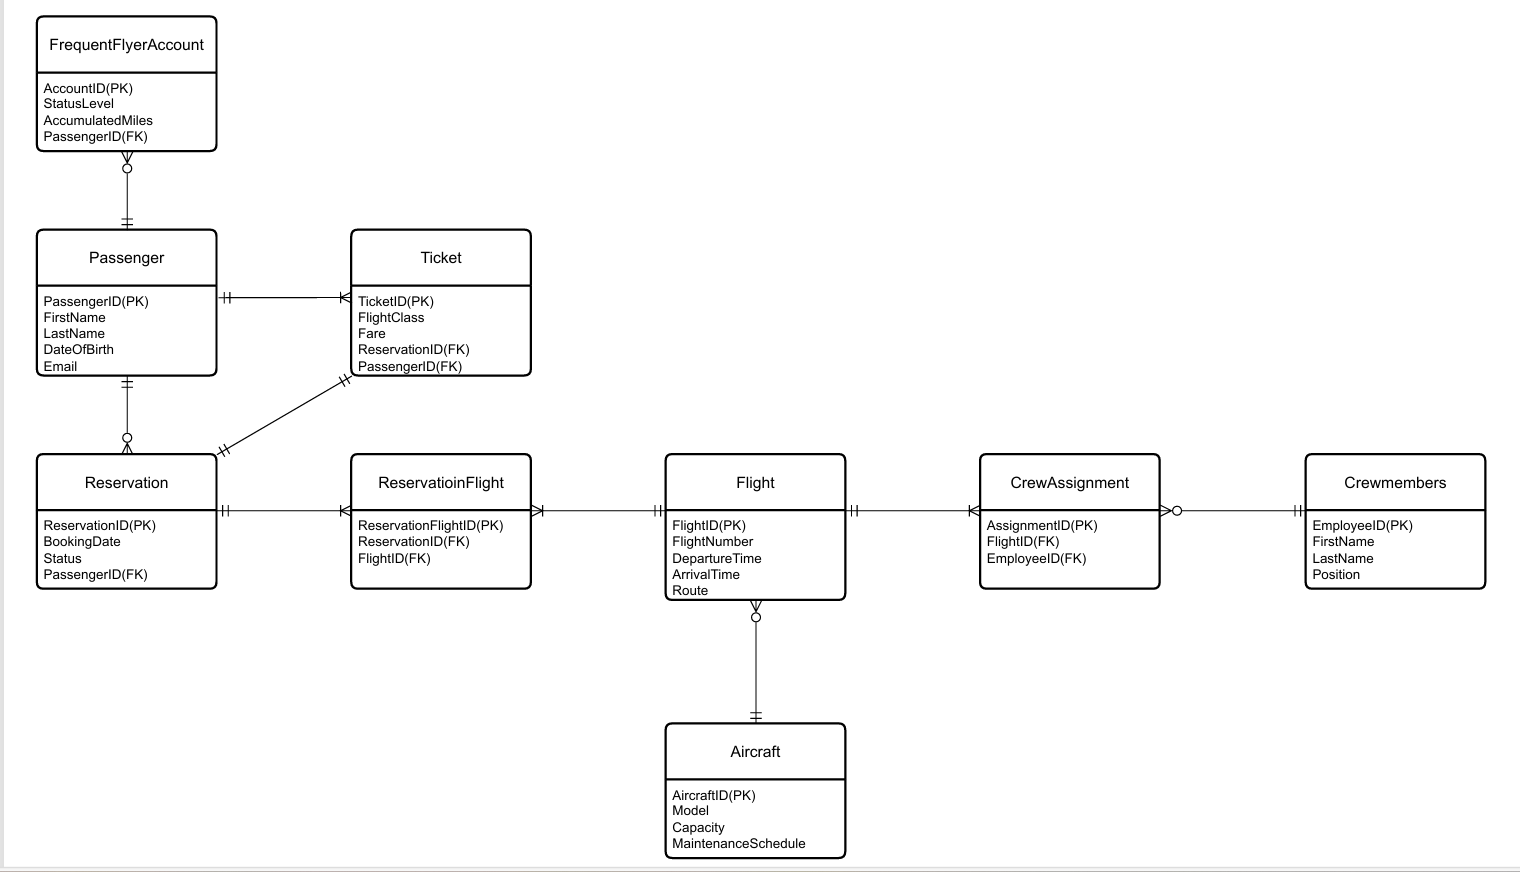 FrequentFlyerAccount
AccountID(PK)
StatusLevel
AccumulatedMiles
PassengerID(FK)
Passenger
PassengerID(PK)
FirstName
LastName
DateOfBirth
Email
Ticket
TicketID(PK)
FlightClass
Fare
ReservationID(FK)
PassengerID(FK)
Reservation
ReservationID(PK)
BookingDate
Status
PassengerID(FK)
ReservatioinFlight
ReservationFlightID(PK)
ReservationID(FK)
FlightID(FK)
Flight
FlightID(PK)
FlightNumber
DepartureTime
ArrivalTime
Route
CrewAssignment
AssignmentID(PK)
FlightID(FK)
EmployeeID(FK)
Crewmembers
EmployeeID(PK)
FirstName
LastName
Position
Aircraft
AircraftID(PK)
Model
Capacity
MaintenanceSchedule